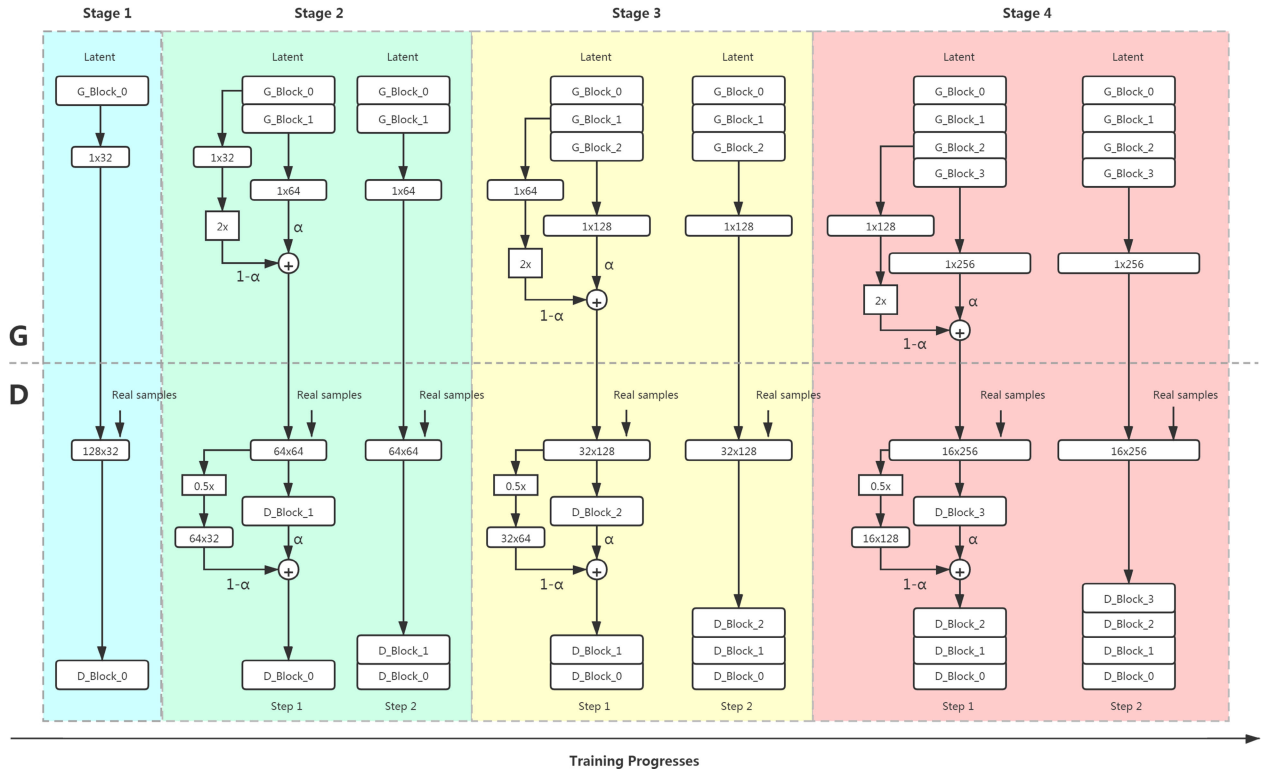 Stage 1
Stage 2
Stage 3
Stage 4
Latent
G_Block_0
1x32
Latent
G_Block_0
G_Block_1
1x32
1x64
2x
α
+
1-α
Latent
G_Block_0
G_Block_1
1x64
Latent
G_Block_0
G_Block_1
G_Block_2
1x64
1x128
2x
α
+
1-α
Latent
G_Block_0
G_Block_1
G_Block_2
1x128
Latent
G_Block_0
G_Block_1
G_Block_2
G_Block_3
1x128
1x256
2x
α
+
1-α
Latent
G_Block_0
G_Block_1
G_Block_2
G_Block_3
1x256
G
D
Real samples
128x32
D_Block_0
Real samples
64x64
0.5x
D_Block_1
64x32
α
+
1-α
D_Block_0
Step 1
Real samples
64x64
D_Block_1
D_Block_0
Step 2
Real samples
32x128
0.5x
D_Block_2
32x64
α
+
1-α
D_Block_1
D_Block_0
Step 1
Real samples
32x128
D_Block_2
D_Block_1
D_Block_0
Step 2
Real samples
16x256
0.5x
D_Block_3
16x128
α
+
1-α
D_Block_2
D_Block_1
D_Block_0
Step 1
Real samples
16x256
D_Block_3
D_Block_2
D_Block_1
D_Block_0
Step 2
Training Progresses